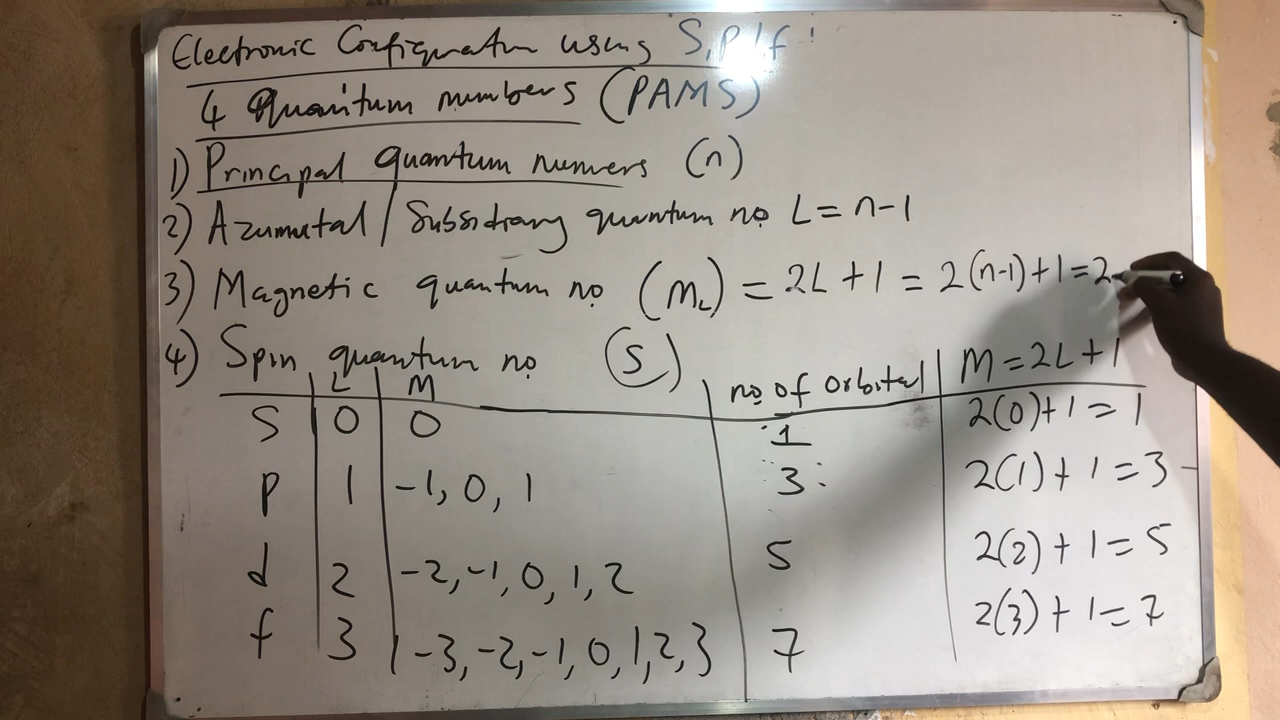 Electronic Configuration using S, P, d, f:
4 Quantum numbers (PAMS)
1) Principal quantum numers (n)
2) Azumutal / Subsidiary quantum no L = n-1
3) Magnetic quantum no (mL) = 2L + 1 = 2(n-1)+1=2
4) Spin quantum no (S)
L M no of orbital M = 2L + 1
S 0 0 1 2(0)+1 = 1
p 1 -1, 0, 1 3 2(1) + 1 = 3
d 2 -2, -1, 0, 1, 2 5 2(2) + 1 = 5
f 3 -3, -2, -1, 0, 1, 2, 3 7 2(3) + 1 = 7